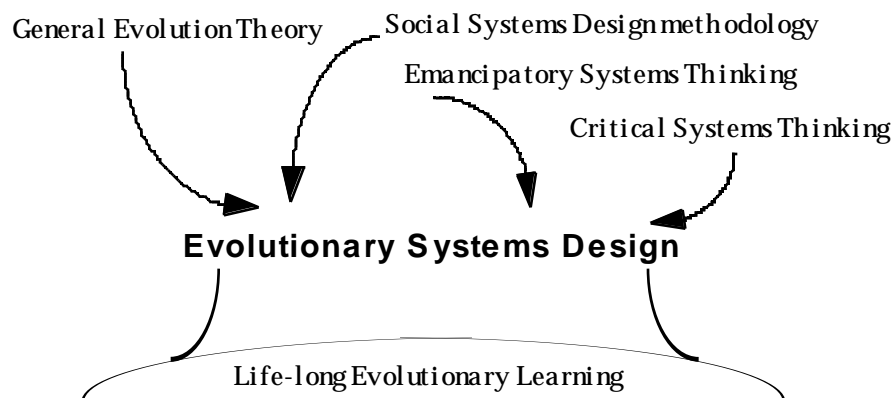 General Evolution Theory
Social Systems Design methodology
Emancipatory Systems Thinking
Critical Systems Thinking
Evolutionary Systems Design
Life-long Evolutionary Learning